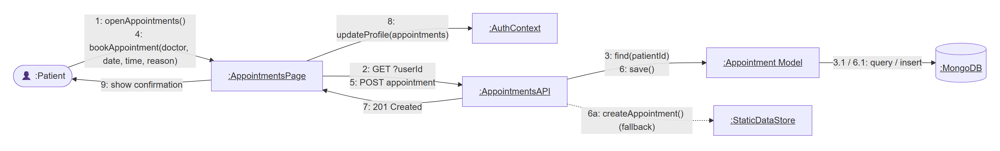 1: openAppointments()
4:
bookAppointment(doctor,
date, time, reason)
:Patient
9: show confirmation
:AppointmentsPage
8:
updateProfile(appointments)
:AuthContext
2: GET ?userId
5: POST appointment
7: 201 Created
:AppointmentsAPI
3: find(patientId)
6: save()
:Appointment Model
3.1 / 6.1: query / insert
:MongoDB
6a: createAppointment()
(fallback)
:StaticDataStore